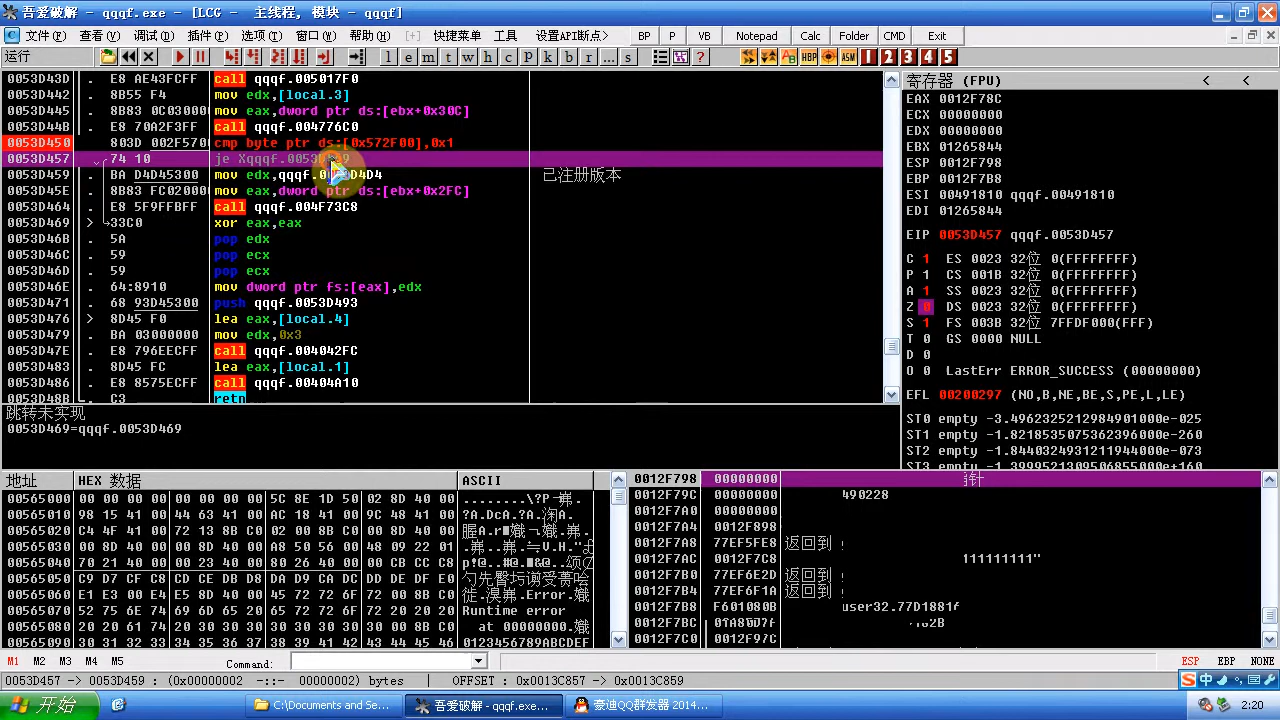 吾爱破解 - qqqf.exe - [LCG - 主线程, 模块 - qqqf]
文件(F) 查看(V) 调试(I) 插件(P) 选项(T) 窗口(W) 帮助(H) [+] 快捷菜单 工具 设置API断点> BP P VB Notepad Calc Folder CMD Exit
运行 l e m t w h c p k b r ... s 1 2 3 4 5
0053D43D . E8 AE43FCFF call qqqf.005017F0
0053D442 . 8B55 F4 mov edx,[local.3]
0053D445 . 8B83 0C030000 mov eax,dword ptr ds:[ebx+0x30C]
0053D44B . E8 70A2F3FF call qqqf.004776C0
0053D450 803D 002F5700 cmp byte ptr ds:[0x572F00],0x1
0053D457 74 10
0053D459 . BA D4D45300 已注册版本
0053D45E . 8B83 FC020000 mov eax,dword ptr ds:[ebx+0x2FC]
0053D464 . E8 5F9FFBFF call qqqf.004F73C8
0053D469 > 33C0 xor eax,eax
0053D46B . 5A pop edx
0053D46C . 59 pop ecx
0053D46D . 59 pop ecx
0053D46E . 64:8910 mov dword ptr fs:[eax],edx
0053D471 . 68 93D45300 push qqqf.0053D493
0053D476 > 8D45 F0 lea eax,[local.4]
0053D479 . BA 03000000 mov edx,0x3
0053D47E . E8 796EECFF call qqqf.004042FC
0053D483 . 8D45 FC lea eax,[local.1]
0053D486 . E8 8575ECFF call qqqf.00404A10
0053D48B . C3 retn
跳转未实现
0053D469=qqqf.0053D469
寄存器 (FPU) < <
EAX 0012F78C
ECX 00000000
EDX 00000000
EBX 01265844
ESP 0012F798
EBP 0012F7B8
ESI 00491810 qqqf.00491810
EDI 01265844
EIP 0053D457 qqqf.0053D457
C 1 ES 0023 32位 0(FFFFFFFF)
P 1 CS 001B 32位 0(FFFFFFFF)
A 1 SS 0023 32位 0(FFFFFFFF)
Z 0 DS 0023 32位 0(FFFFFFFF)
S 1 FS 003B 32位 7FFDF000(FFF)
T 0 GS 0000 NULL
D 0
O 0 LastErr ERROR_SUCCESS (00000000)
EFL 00200297 (NO,B,NE,BE,S,PE,L,LE)
ST0 empty -3.4962325212984901000e-025
ST1 empty -1.8218535075362396000e-260
ST2 empty -1.8440324931211944000e-073
ST3 empty -1.3999521309506855000e+160
地址 HEX 数据 ASCII
00565000 00 00 00 00 00 00 00 00 5C 8E 1D 50 02 8D 40 00
00565010 98 15 41 00 44 63 41 00 AC 18 41 00 9C 48 41 00
00565020 C4 4F 41 00 72 13 8B C0 02 00 8B C0 00 8D 40 00
00565030 00 8D 40 00 00 8D 40 00 A8 50 56 00 48 09 22 01
00565040 70 21 40 00 00 23 40 00 80 26 40 00 00 CB CC C8
00565050 C9 D7 CF C8 CD CE DB D8 DA D9 CA DC DD DE DF E0
00565060 E1 E3 00 E4 E5 8D 40 00 45 72 72 6F 72 00 8B C0
00565070 52 75 6E 74 69 6D 65 20 65 72 72 6F 72 20 20 20 Runtime error
00565080 20 20 61 74 20 30 30 30 30 30 30 30 30 00 8B C0
00565090 30 31 32 33 34 35 36 37 38 39 41 42 43 44 45 46 0123456789ABCDEF
0012F798 00000000
0012F79C 00000000 490228
0012F7A0 00000000
0012F7A4 0012F898
0012F7A8 77EF5FE8 返回到
0012F7AC 0012F7C8 111111111"
0012F7B0 77EF6E2D 返回到
0012F7B4 77EF6F1A 返回到
0012F7B8 F601080B
0012F7BC
0012F7C0 0012F97C
M1 M2 M3 M4 M5 Command: ESP EBP NONE
0053D457 -> 0053D459 : (0x00000002 -::- 00000002) bytes | OFFSET : 0x0013C857 -> 0x0013C859
开始 C:\Documents and Se... 吾爱破解 - qqqf.exe... 豪迪QQ群发器 2014... 2:20